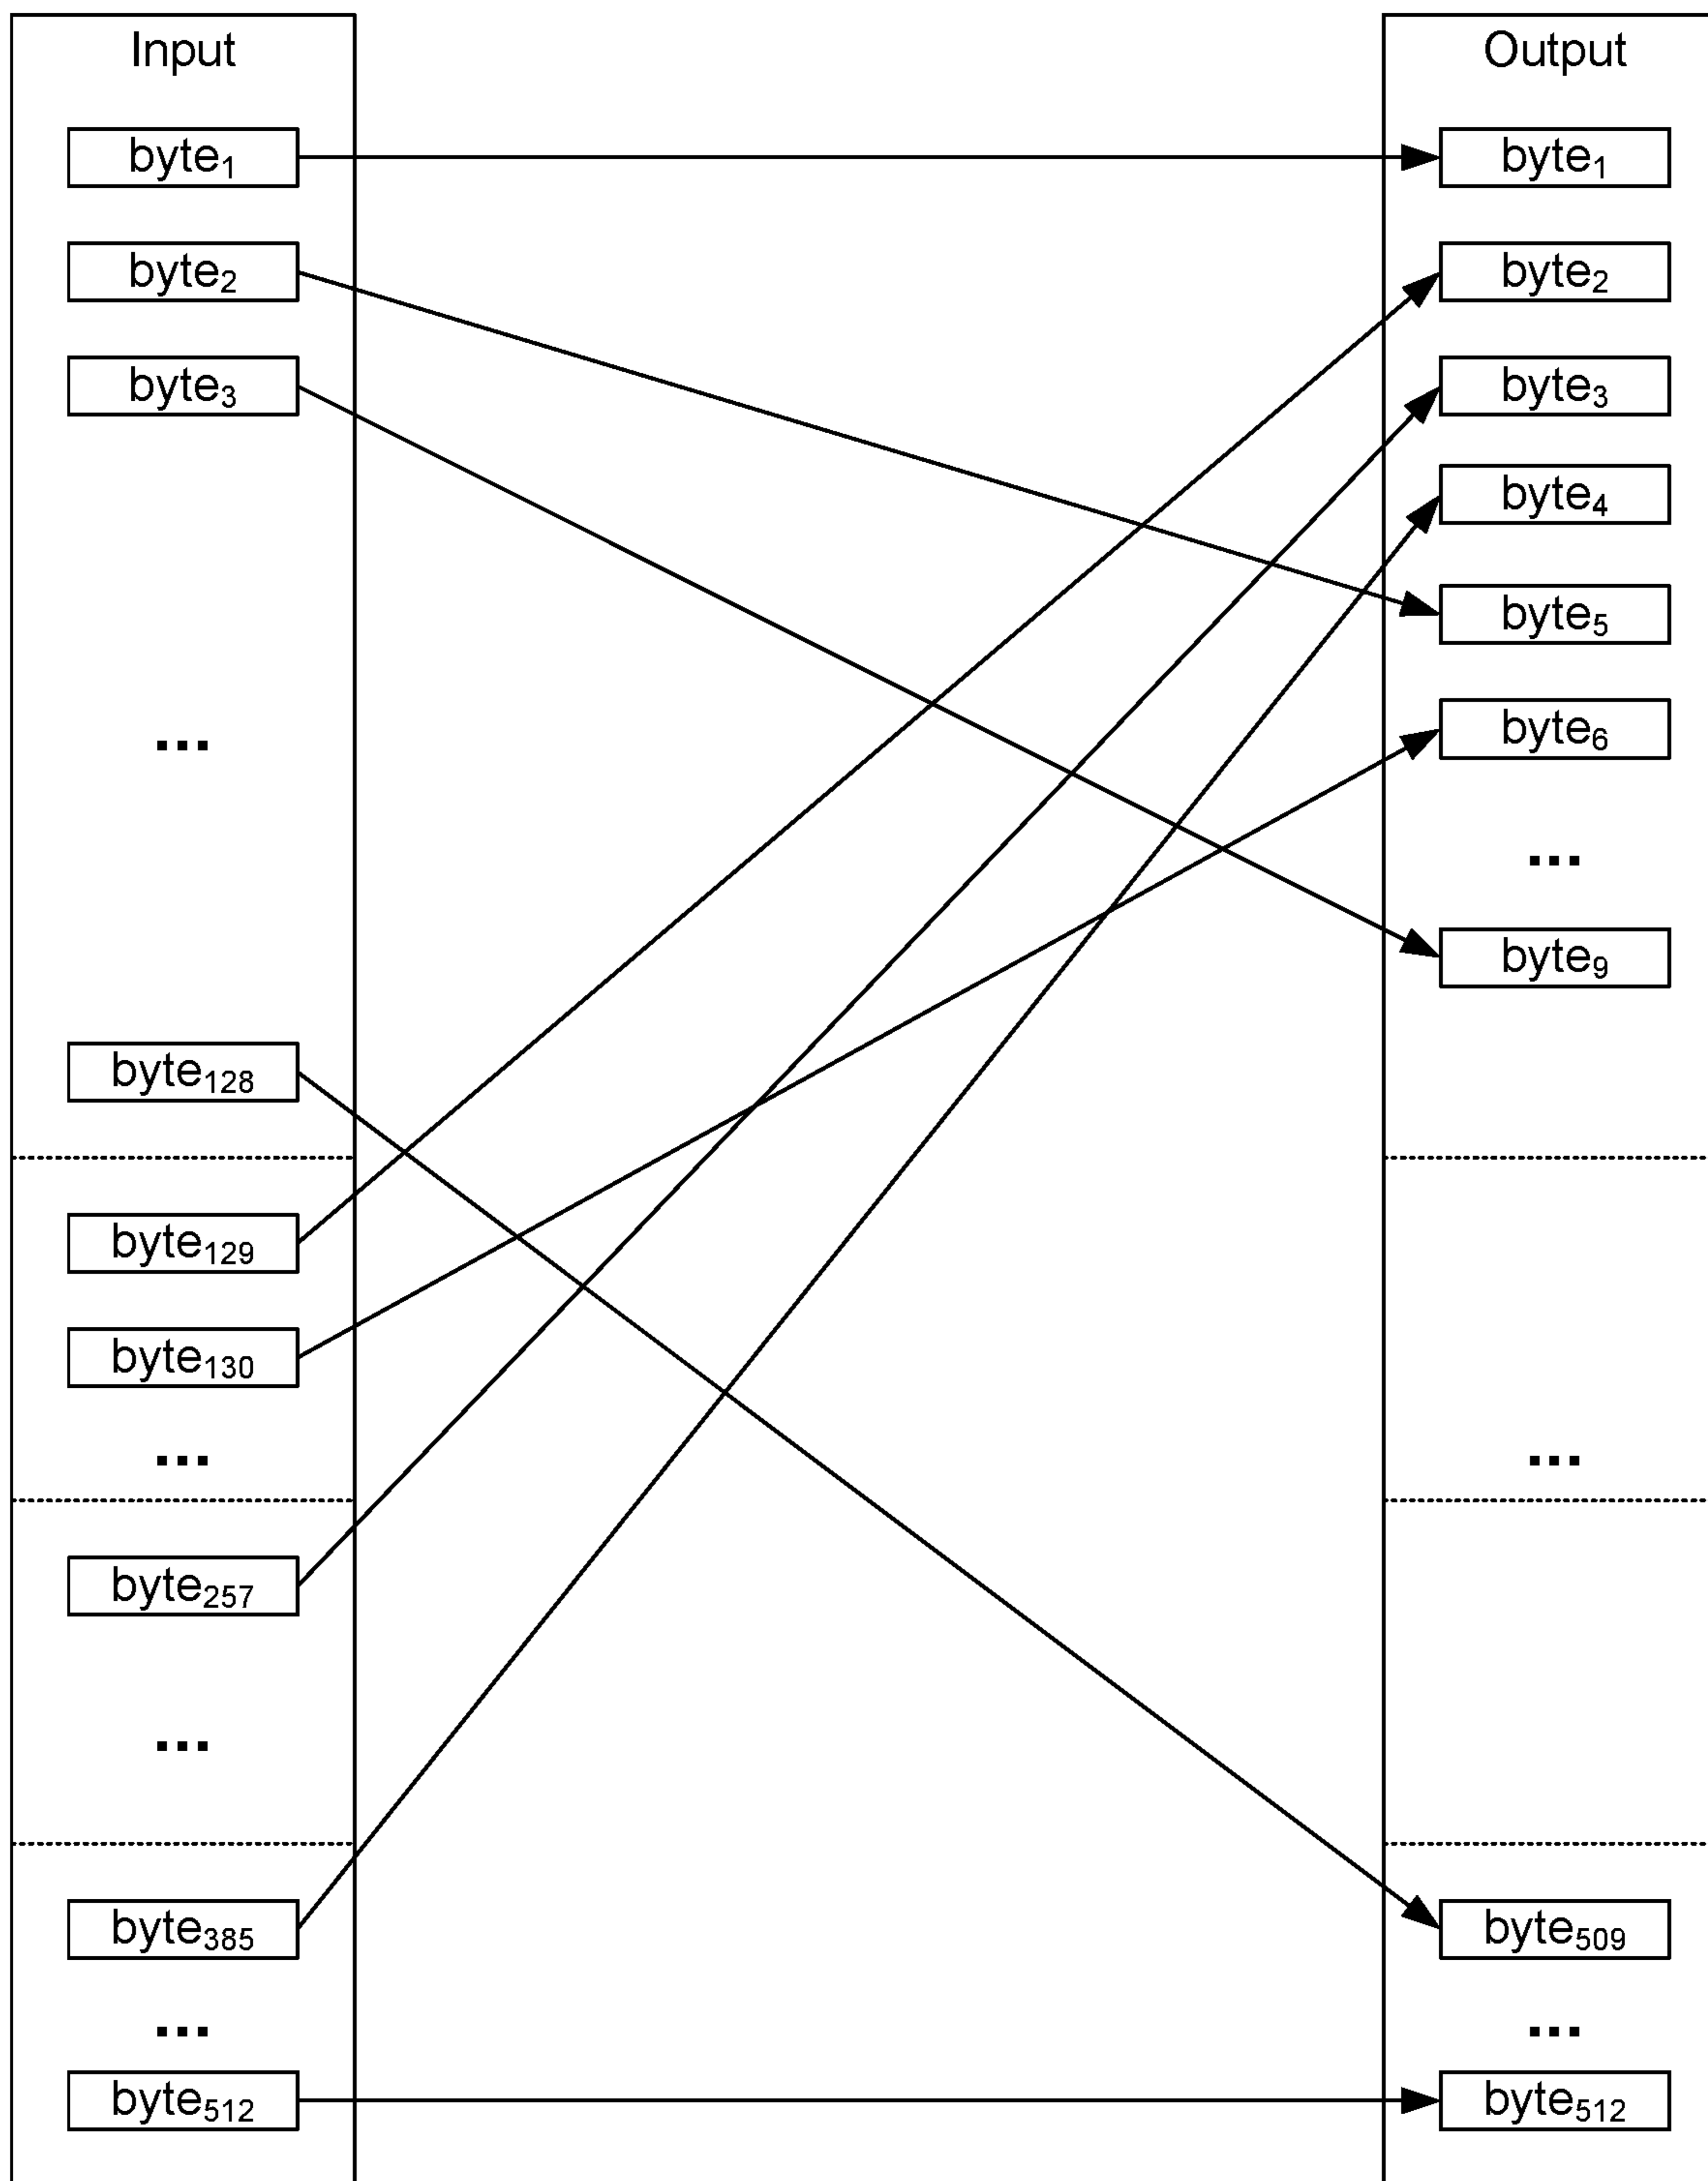 Input
byte₁
byte₂
byte₃
...
byte₁₂₈
byte₁₂₉
byte₁₃₀
...
byte₂₅₇
...
byte₃₈₅
...
byte₅₁₂
Output
byte₁
byte₂
byte₃
byte₄
byte₅
byte₆
...
byte₉
...
byte₅₀₉
...
byte₅₁₂